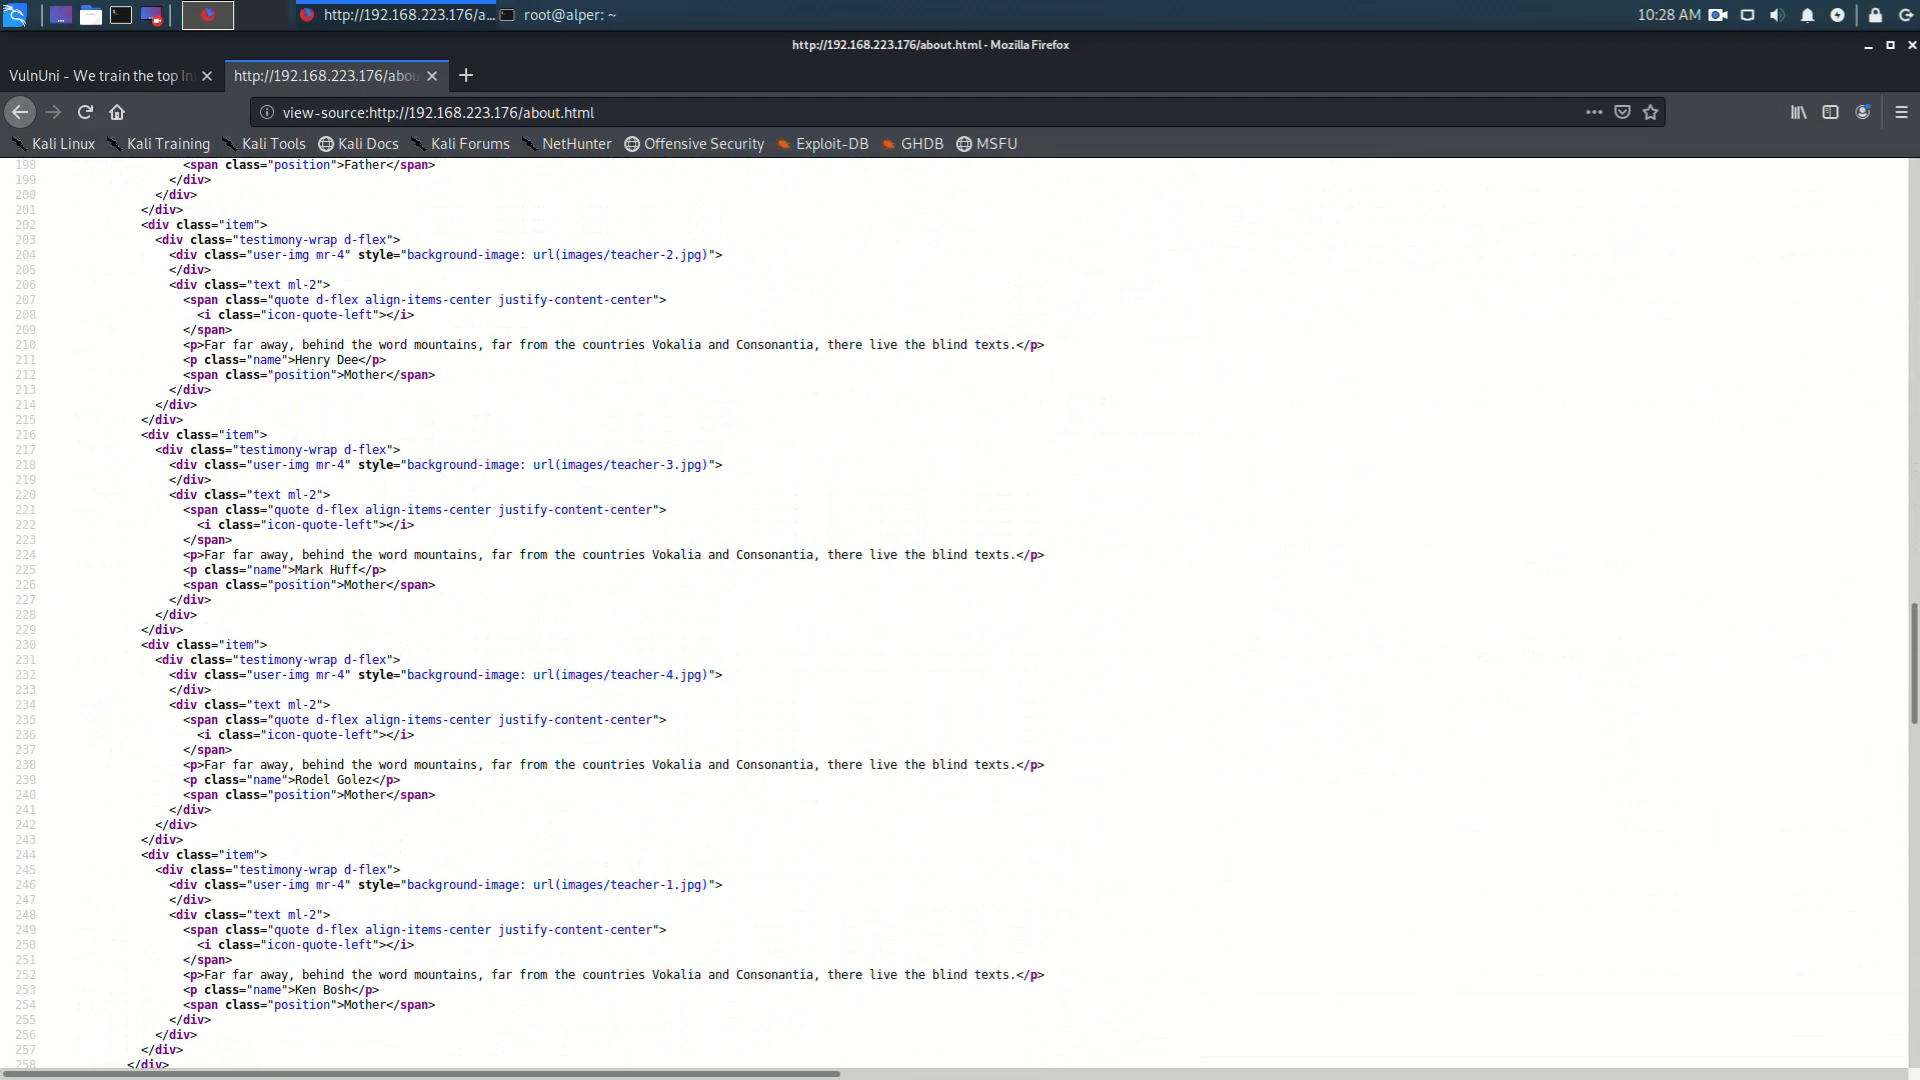 http://192.168.223.176/a...
root@alper: ~
10:28 AM
http://192.168.223.176/about.html - Mozilla Firefox
VulnUni - We train the top In
http://192.168.223.176/abou
view-source:http://192.168.223.176/about.html
Kali Linux Kali Training Kali Tools Kali Docs Kali Forums NetHunter Offensive Security Exploit-DB GHDB MSFU
198 <span class="position">Father</span>
199 </div>
200 </div>
201 </div>
202 <div class="item">
203 <div class="testimony-wrap d-flex">
204 <div class="user-img mr-4" style="background-image: url(images/teacher-2.jpg)">
205 </div>
206 <div class="text ml-2">
207 <span class="quote d-flex align-items-center justify-content-center">
208 <i class="icon-quote-left"></i>
209 </span>
210 <p>Far far away, behind the word mountains, far from the countries Vokalia and Consonantia, there live the blind texts.</p>
211 <p class="name">Henry Dee</p>
212 <span class="position">Mother</span>
213 </div>
214 </div>
215 </div>
216 <div class="item">
217 <div class="testimony-wrap d-flex">
218 <div class="user-img mr-4" style="background-image: url(images/teacher-3.jpg)">
219 </div>
220 <div class="text ml-2">
221 <span class="quote d-flex align-items-center justify-content-center">
222 <i class="icon-quote-left"></i>
223 </span>
224 <p>Far far away, behind the word mountains, far from the countries Vokalia and Consonantia, there live the blind texts.</p>
225 <p class="name">Mark Huff</p>
226 <span class="position">Mother</span>
227 </div>
228 </div>
229 </div>
230 <div class="item">
231 <div class="testimony-wrap d-flex">
232 <div class="user-img mr-4" style="background-image: url(images/teacher-4.jpg)">
233 </div>
234 <div class="text ml-2">
235 <span class="quote d-flex align-items-center justify-content-center">
236 <i class="icon-quote-left"></i>
237 </span>
238 <p>Far far away, behind the word mountains, far from the countries Vokalia and Consonantia, there live the blind texts.</p>
239 <p class="name">Rodel Golez</p>
240 <span class="position">Mother</span>
241 </div>
242 </div>
243 </div>
244 <div class="item">
245 <div class="testimony-wrap d-flex">
246 <div class="user-img mr-4" style="background-image: url(images/teacher-1.jpg)">
247 </div>
248 <div class="text ml-2">
249 <span class="quote d-flex align-items-center justify-content-center">
250 <i class="icon-quote-left"></i>
251 </span>
252 <p>Far far away, behind the word mountains, far from the countries Vokalia and Consonantia, there live the blind texts.</p>
253 <p class="name">Ken Bosh</p>
254 <span class="position">Mother</span>
255 </div>
256 </div>
257 </div>
258 </div>